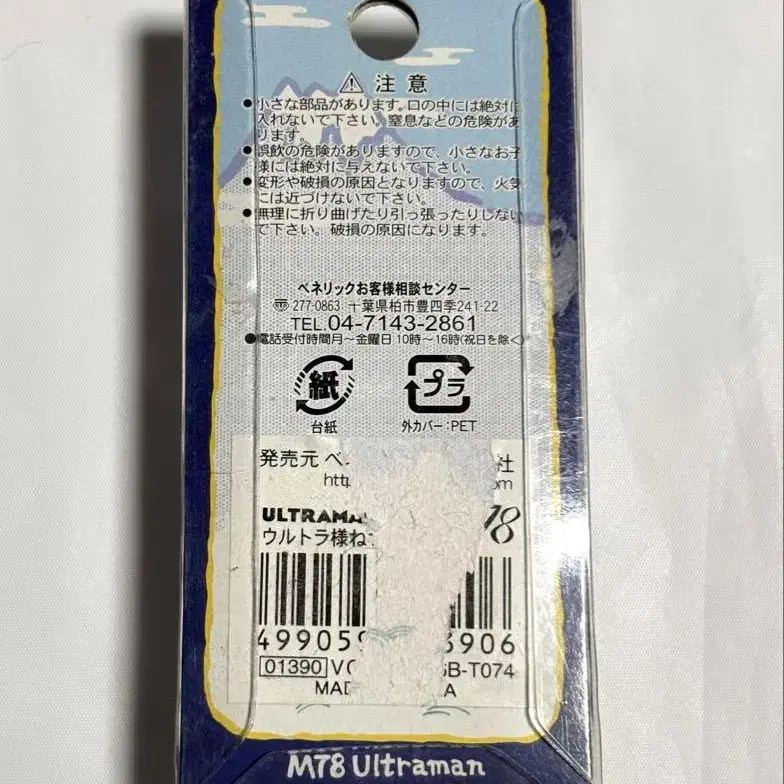 ⚠ 注意
●小さな部品があります。口の中には絶対に
入れないで下さい。窒息などの危険があ
ります。
●誤飲の危険がありますので、小さなお子
様には絶対に与えないで下さい。
●変形や破損の原因となりますので、火気
には近づけないで下さい。
●無理に折り曲げたり引っ張ったりしない
で下さい。破損の原因になります。
ベネリックお客様相談センター
〒277-0863 千葉県柏市豊四季241-22
TEL.04-7143-2861
●電話受付時間月～金曜日10時～16時(祝日を除く)
紙
プラ
台紙
外カバー:PET
発売元 ベ 社
http om
ULTRAMA 18
ウルトラ様ね
49905 3906
01390 VC GB-T074
MAD A
M78 Ultraman